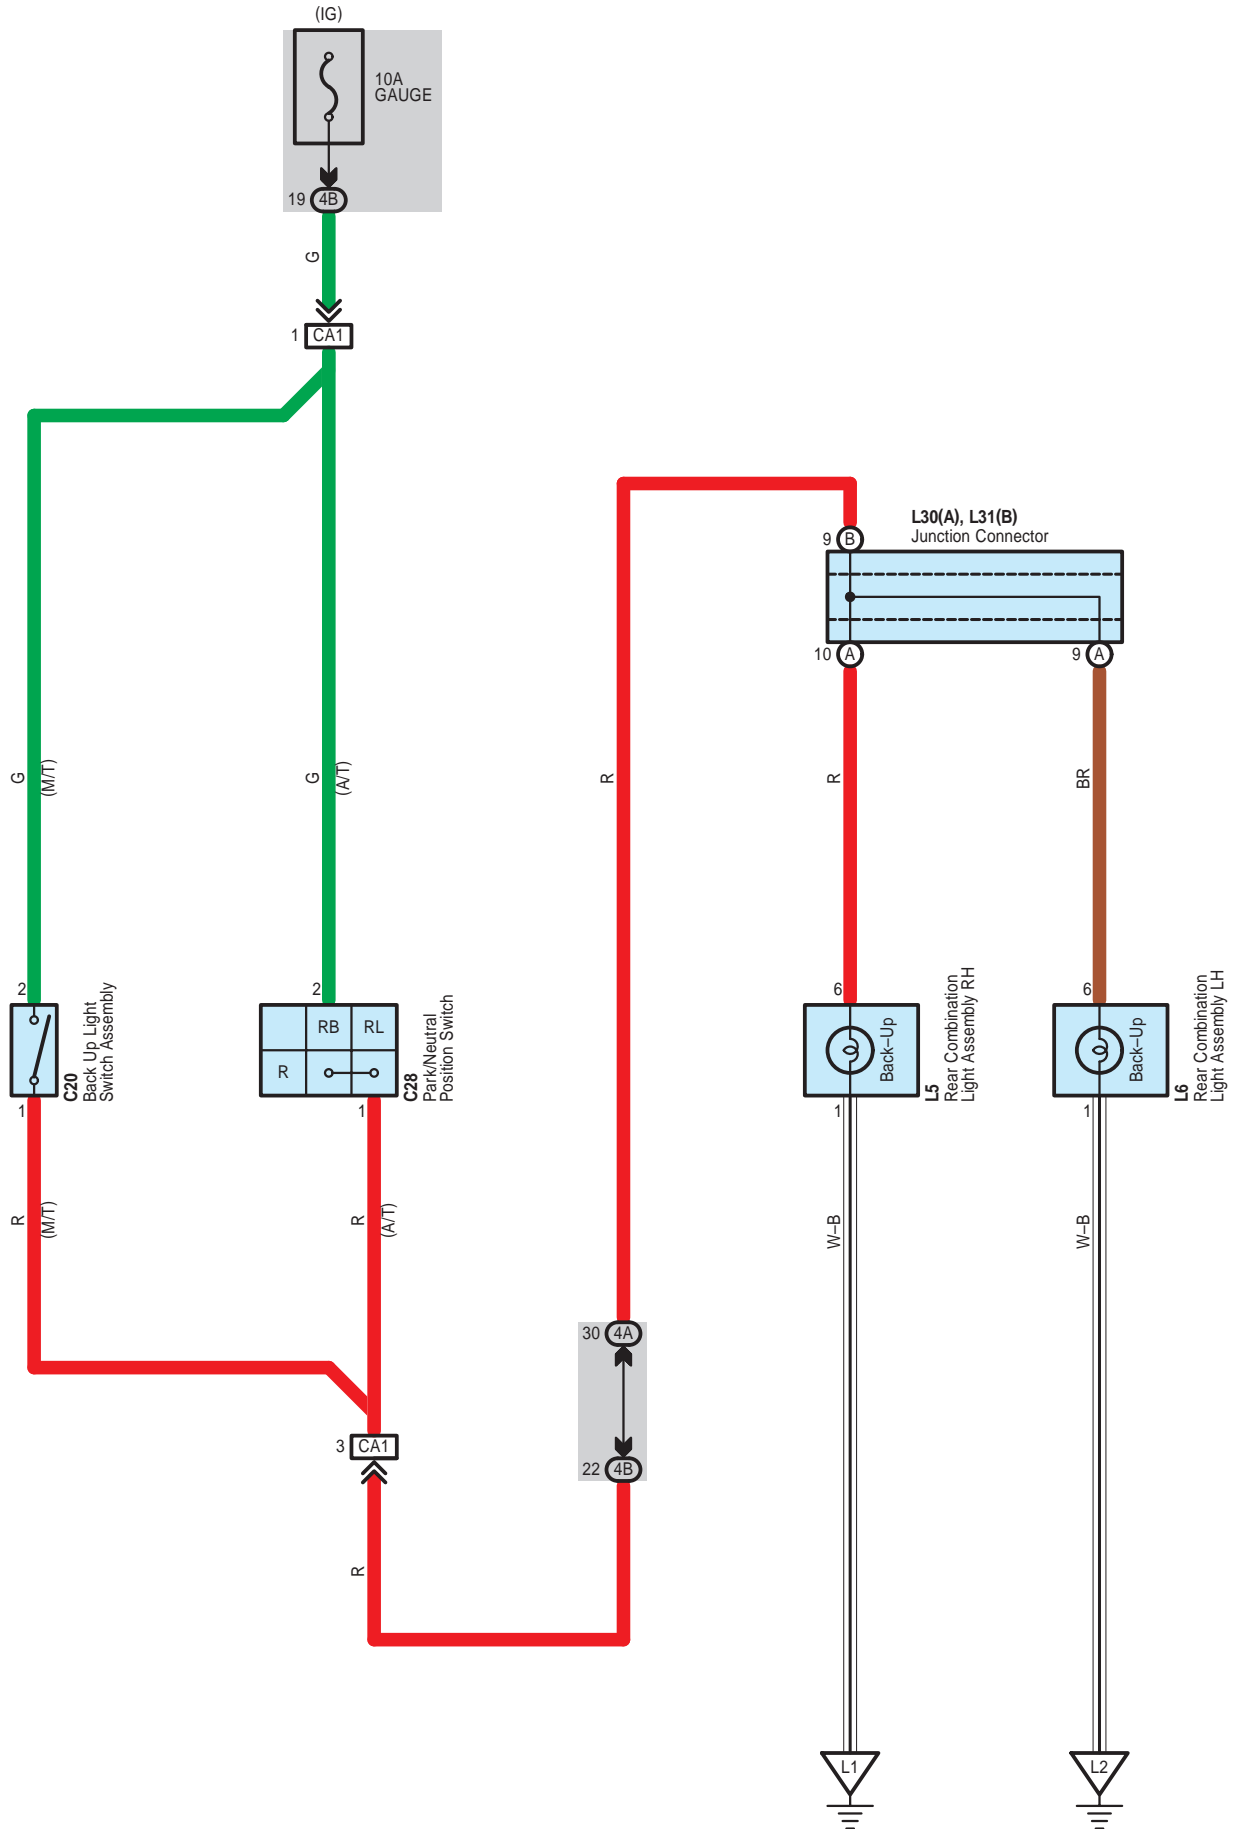 (IG)
10A
GAUGE
19 4B
G
1 CA1
L30(A), L31(B)
Junction Connector
9 B
10 A
9 A
G
(M/T)
G
(A/T)
R
R
BR
2
C20
Back Up Light
Switch Assembly
1
2
RB RL
R
C28
Park/Neutral
Position Switch
1
6
Back–Up
L5
Rear Combination
Light Assembly RH
1
6
Back–Up
L6
Rear Combination
Light Assembly LH
1
R
(M/T)
R
(A/T)
W–B
W–B
30 4A
3 CA1
22 4B
R
L1
L2